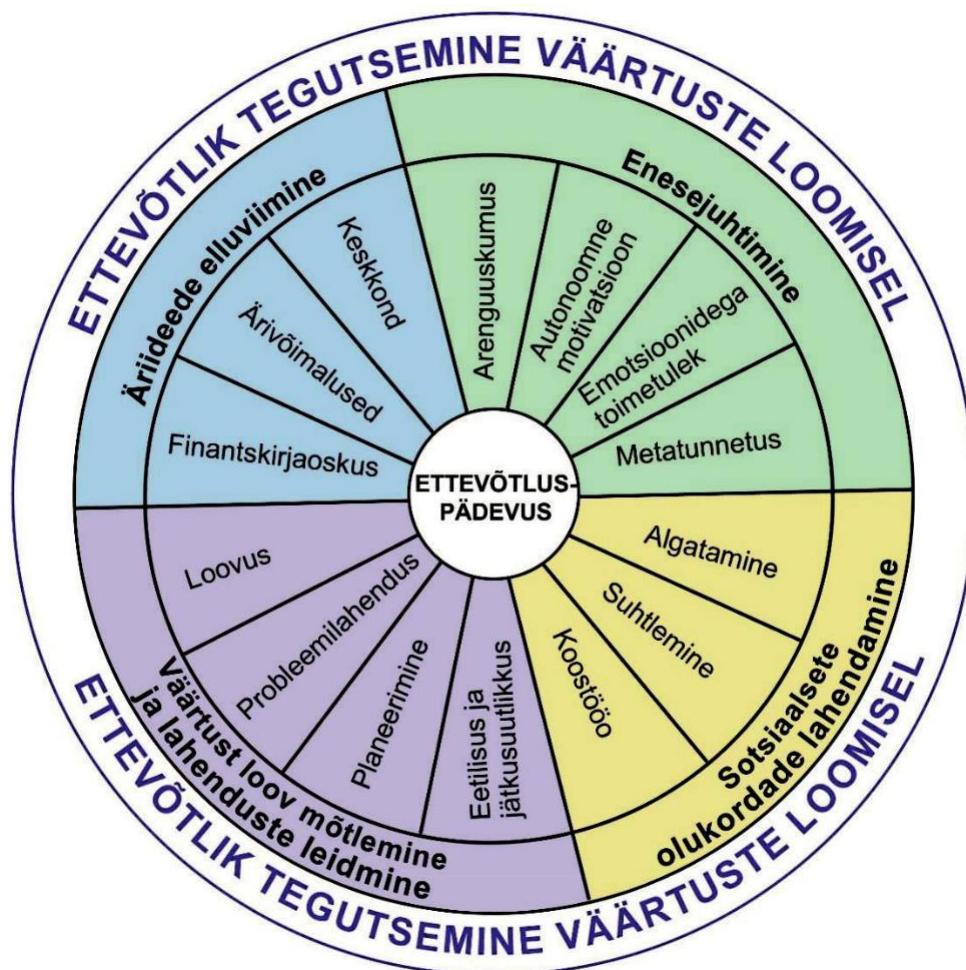 ETTEVÕTLIK TEGUTSEMINE VÄÄRTUSTE LOOMISEL
Äriideede elluviimine
Keskkond
Ärivõimalused
Finantskirjaoskus
Enesejuhtimine
Arenguuskumus
Autonoomne
motivatsioon
Emotsioonidega
toimetulek
Metatunnetus
ETTEVÕTLUS-
PÄDEVUS
Algatamine
Suhtlemine
Koostöö
Sotsiaalsete
olukordade lahendamine
Loovus
Probleemilahendus
Planeerimine
Eetilisus ja
jätkusuutlikkus
Väärtust loov mõtlemine
ja lahenduste leidmine
ETTEVÕTLIK TEGUTSEMINE VÄÄRTUSTE LOOMISEL